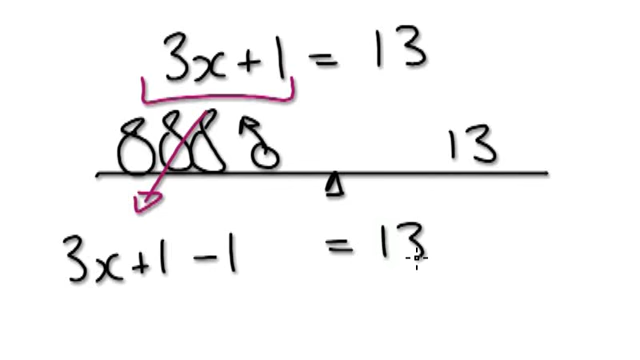 3x+1 = 13
13
3x+1 -1 = 13